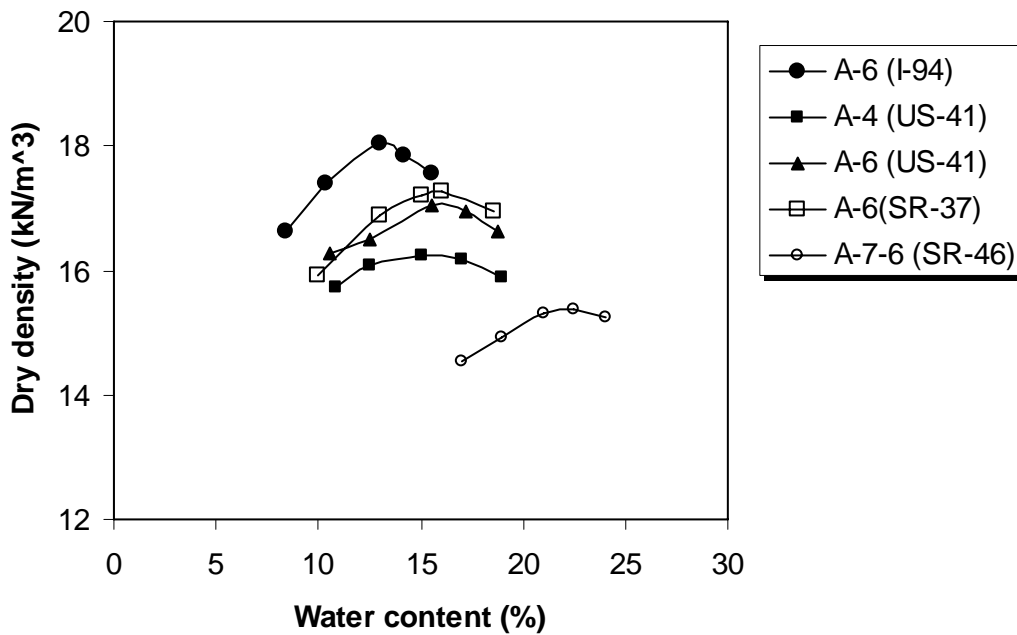 20
18
16
14
12
Dry density (kN/m^3)
0 5 10 15 20 25 30
Water content (%)
A-6 (I-94)
A-4 (US-41)
A-6 (US-41)
A-6(SR-37)
A-7-6 (SR-46)